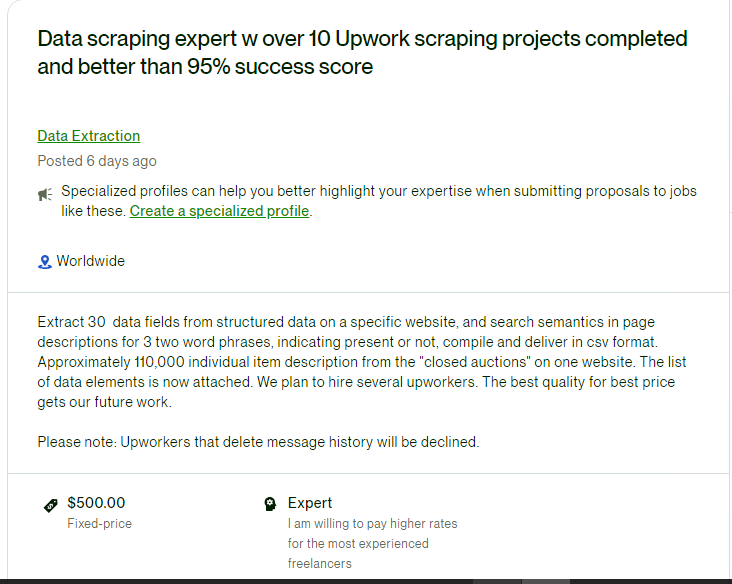 Data scraping expert w over 10 Upwork scraping projects completed
and better than 95% success score
Data Extraction
Posted 6 days ago
Specialized profiles can help you better highlight your expertise when submitting proposals to jobs
like these. Create a specialized profile.
Worldwide
Extract 30  data fields from structured data on a specific website, and search semantics in page
descriptions for 3 two word phrases, indicating present or not, compile and deliver in csv format.
Approximately 110,000 individual item description from the "closed auctions" on one website. The list
of data elements is now attached. We plan to hire several upworkers. The best quality for best price
gets our future work.
Please note: Upworkers that delete message history will be declined.
$500.00
Fixed-price
Expert
I am willing to pay higher rates
for the most experienced
freelancers